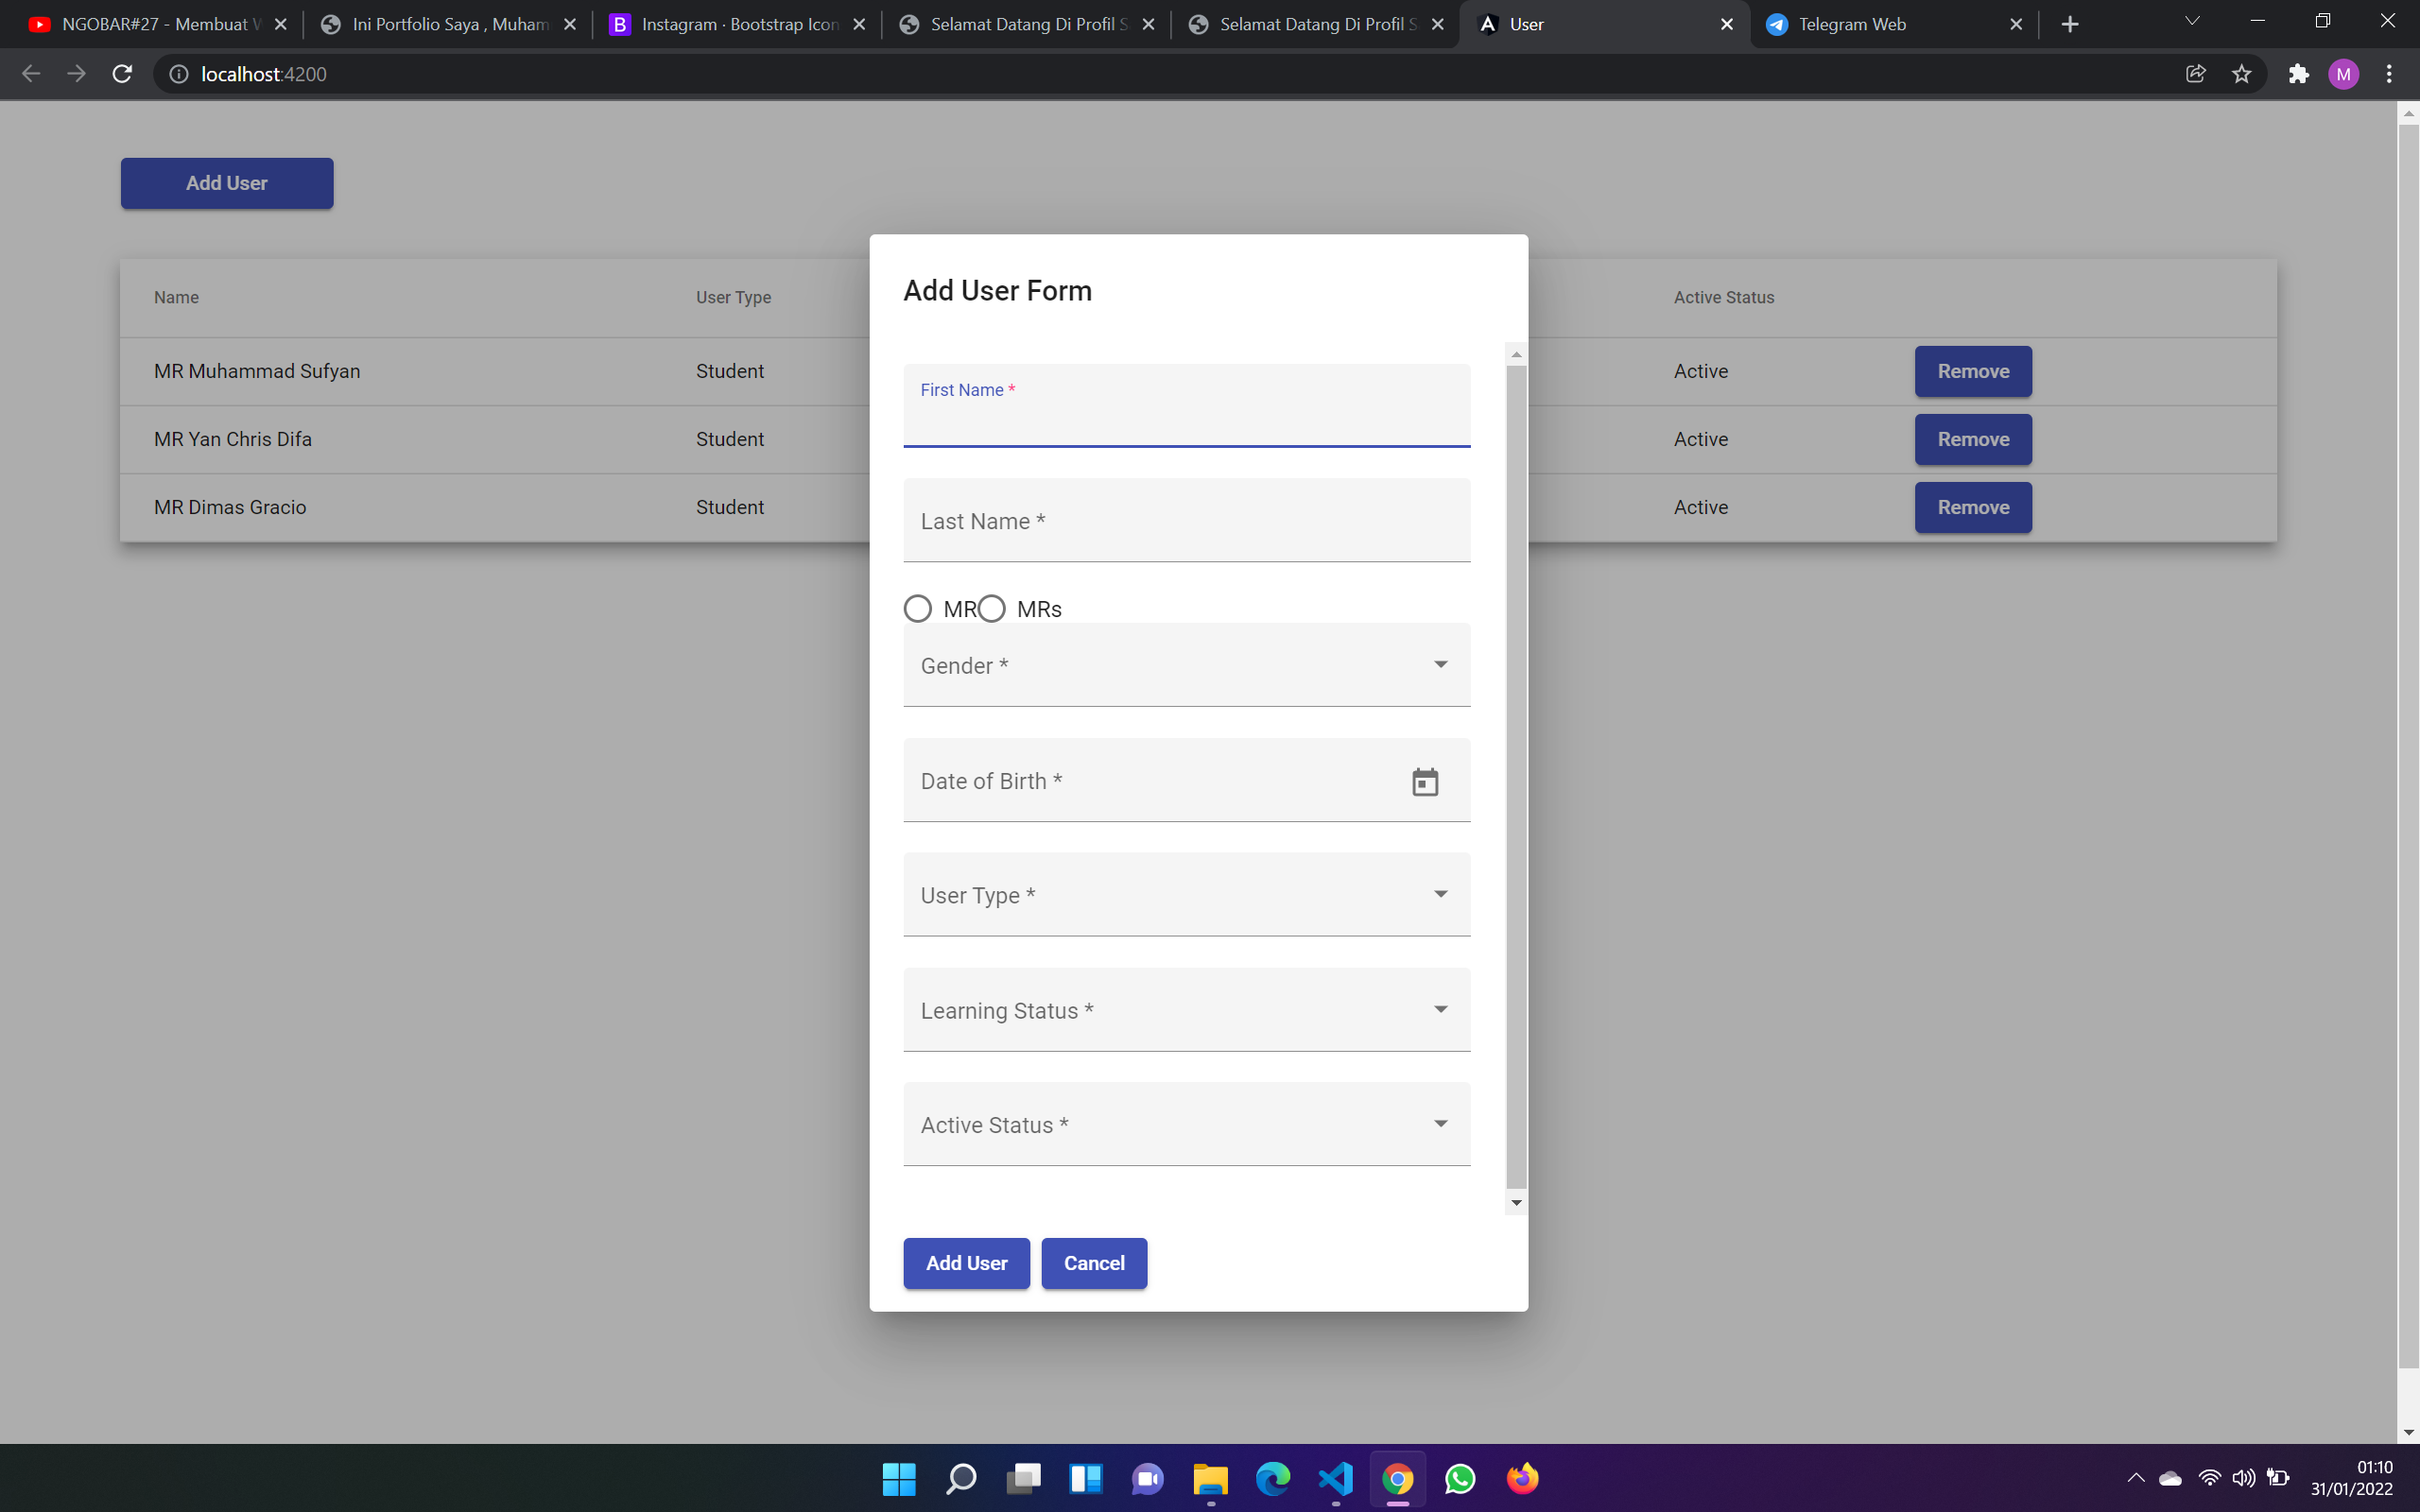 NGOBAR#27 - Membuat W
Ini Portfolio Saya , Muham
B Instagram · Bootstrap Icon
Selamat Datang Di Profil S
Selamat Datang Di Profil S
User
Telegram Web
localhost:4200
M
Add User
Name User Type Active Status
MR Muhammad Sufyan Student Active Remove
MR Yan Chris Difa Student Active Remove
MR Dimas Gracio Student Active Remove
Add User Form
First Name *
Last Name *
MR MRs
Gender *
Date of Birth *
User Type *
Learning Status *
Active Status *
Add User Cancel
01:10
31/01/2022